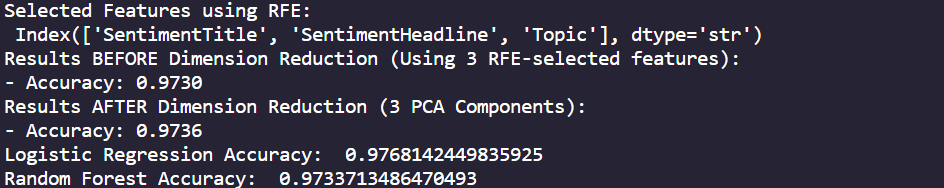 Selected Features using RFE:
 Index(['SentimentTitle', 'SentimentHeadline', 'Topic'], dtype='str')
Results BEFORE Dimension Reduction (Using 3 RFE-selected features):
- Accuracy: 0.9730
Results AFTER Dimension Reduction (3 PCA Components):
- Accuracy: 0.9736
Logistic Regression Accuracy:  0.9768142449835925
Random Forest Accuracy:  0.9733713486470493